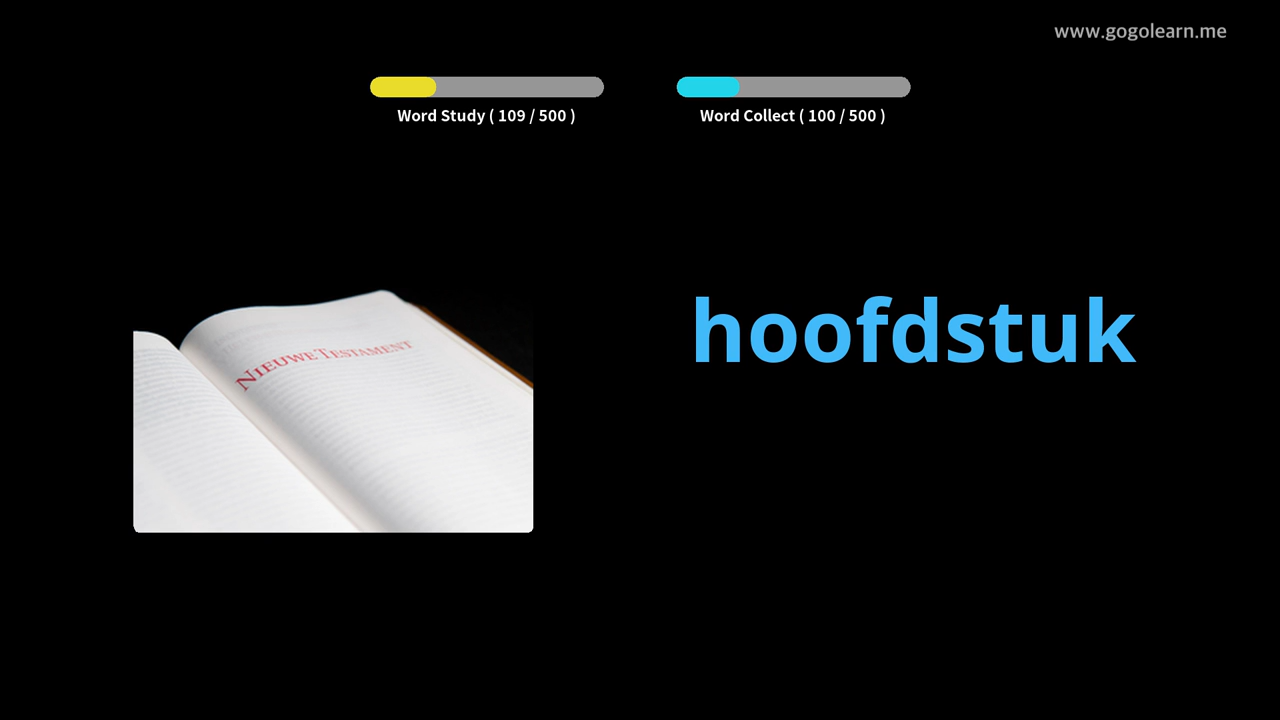 www.gogolearn.me
Word Study ( 109 / 500 )
Word Collect ( 100 / 500 )
NIEUWE TESTAMENT
hoofdstuk